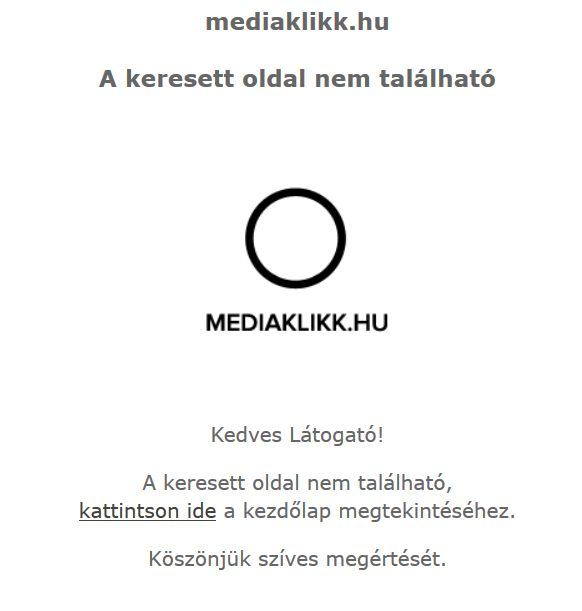 mediaklikk.hu
A keresett oldal nem található
MEDIAKLIKK.HU
Kedves Látogató!
A keresett oldal nem található,
kattintson ide a kezdőlap megtekintéséhez.
Köszönjük szíves megértését.